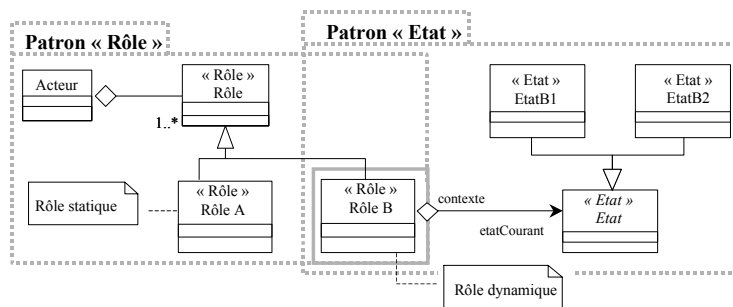 Patron « Rôle »
Patron « Etat »
Acteur
« Rôle »
Rôle
1..*
« Etat »
EtatB1
« Etat »
EtatB2
Rôle statique
« Rôle »
Rôle A
« Rôle »
Rôle B
contexte
etatCourant
« Etat »
Etat
Rôle dynamique